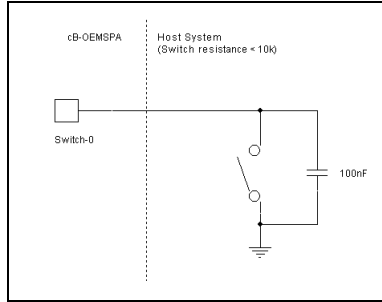 cB-OEMSPA
Host System
(Switch resistance < 10k)
Switch-0
100nF